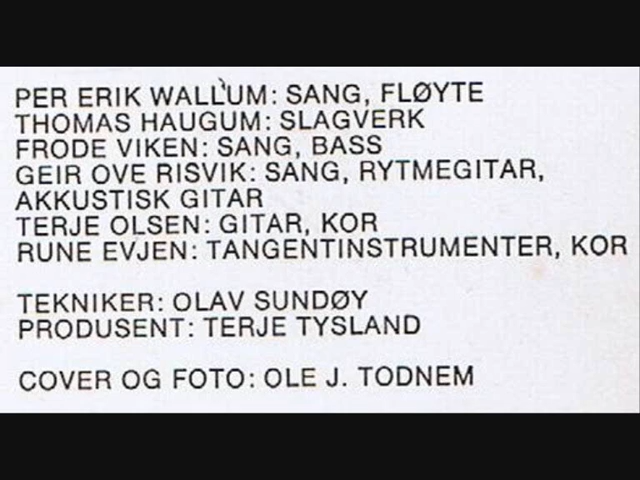 PER ERIK WALLUM: SANG, FLØYTE
THOMAS HAUGUM: SLAGVERK
FRODE VIKEN: SANG, BASS
GEIR OVE RISVIK: SANG, RYTMEGITAR,
AKKUSTISK GITAR
TERJE OLSEN: GITAR, KOR
RUNE EVJEN: TANGENTINSTRUMENTER, KOR
TEKNIKER: OLAV SUNDØY
PRODUSENT: TERJE TYSLAND
COVER OG FOTO: OLE J. TODNEM